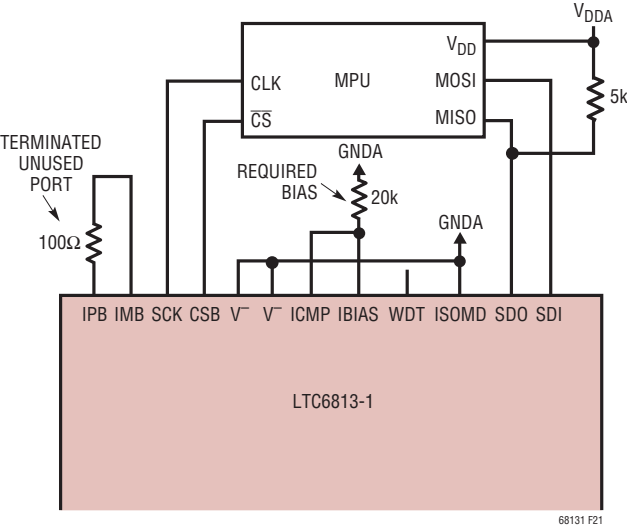 VDDA
VDD
CLK
MPU
MOSI
5k
CS
MISO
TERMINATED
UNUSED
PORT
GNDA
REQUIRED
BIAS
20k
GNDA
100Ω
IPB IMB SCK CSB V– V– ICMP IBIAS WDT ISOMD SDO SDI
LTC6813-1
68131 F21